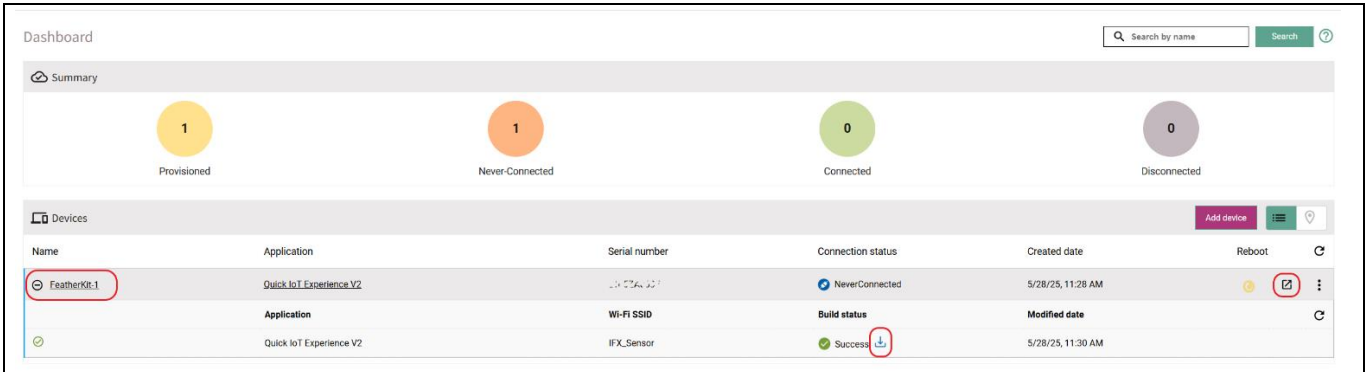 Dashboard
Search by name
Search
Summary
1
1
0
0
Provisioned
Never-Connected
Connected
Disconnected
Devices
Add device
Name Application Serial number Connection status Created date Reboot
FeatherKit-1 Quick IoT Experience V2 NeverConnected 5/28/25, 11:28 AM
Application Wi-Fi SSID Build status Modified date
Quick IoT Experience V2 IFX_Sensor Success 5/28/25, 11:30 AM